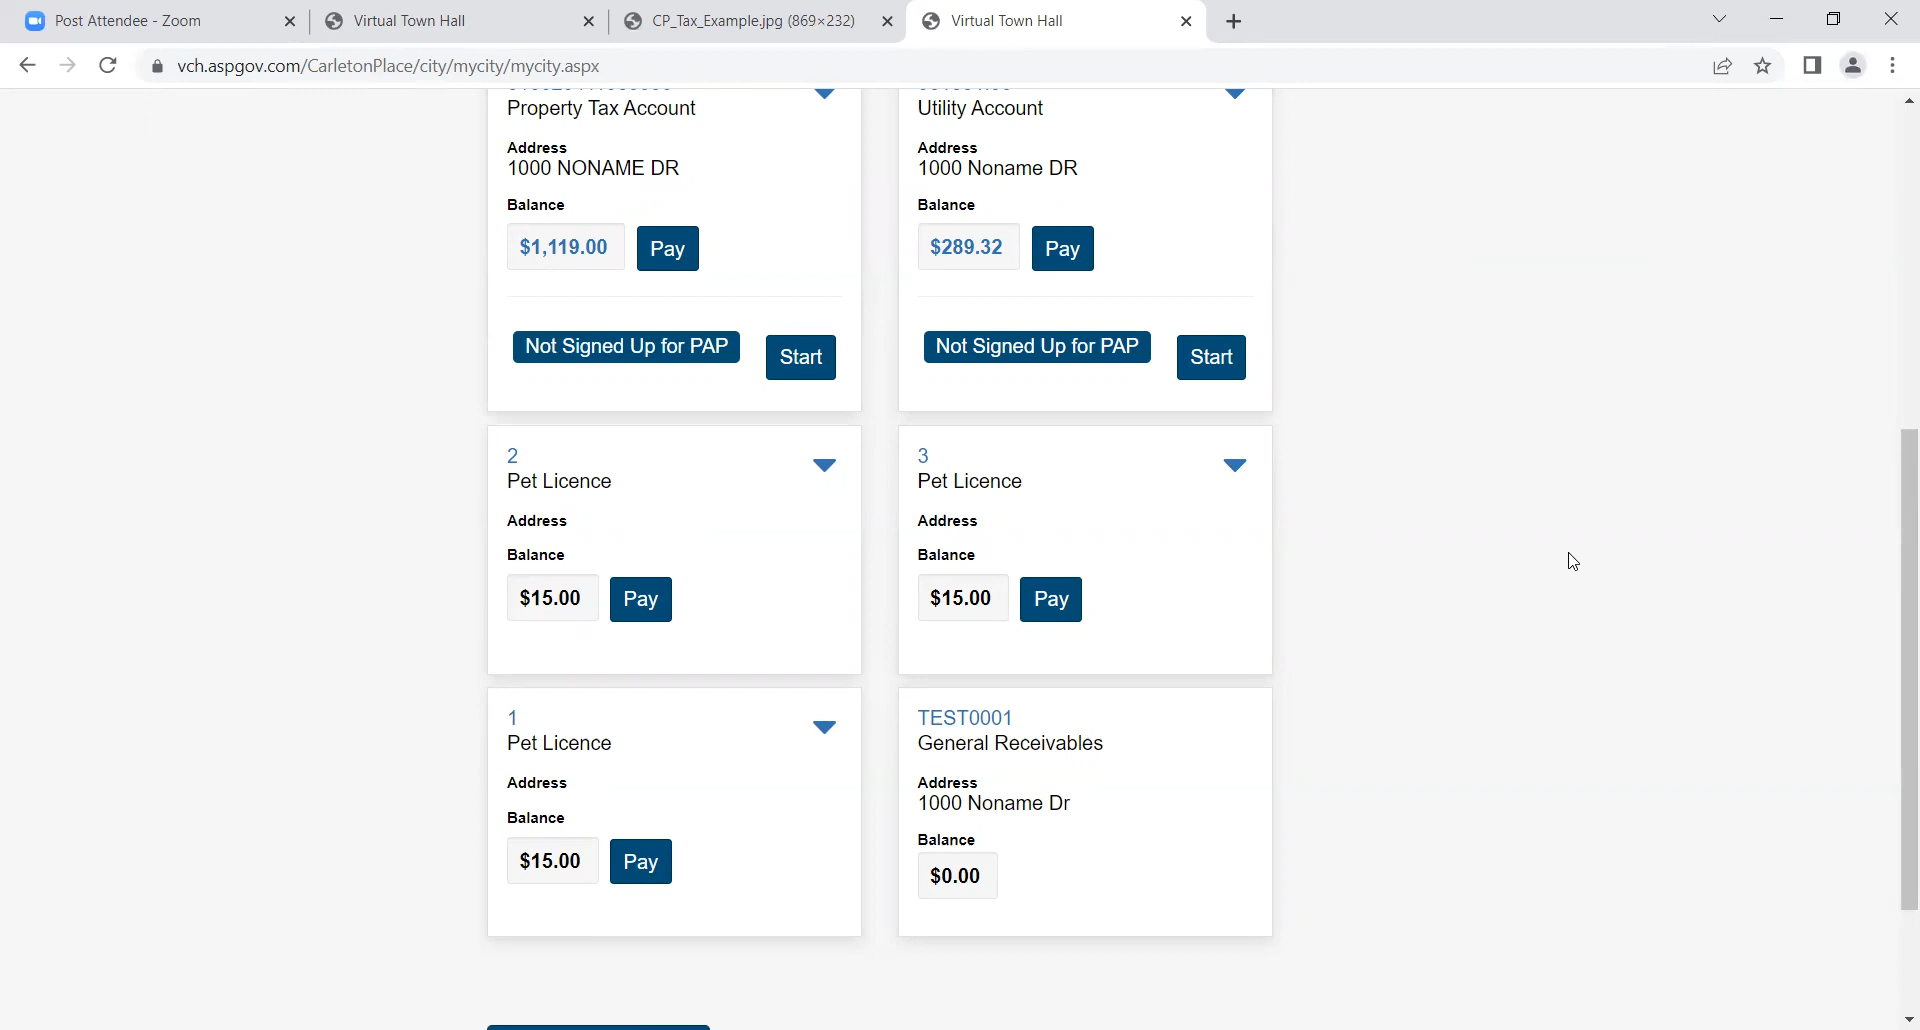 Post Attendee - Zoom
Virtual Town Hall
CP_Tax_Example.jpg (869×232)
Virtual Town Hall
vch.aspgov.com/CarletonPlace/city/mycity/mycity.aspx
Property Tax Account
Address
1000 NONAME DR
Balance
$1,119.00
Pay
Not Signed Up for PAP
Start
Utility Account
Address
1000 Noname DR
Balance
$289.32
Pay
Not Signed Up for PAP
Start
2
Pet Licence
Address
Balance
$15.00
Pay
3
Pet Licence
Address
Balance
$15.00
Pay
1
Pet Licence
Address
Balance
$15.00
Pay
TEST0001
General Receivables
Address
1000 Noname Dr
Balance
$0.00